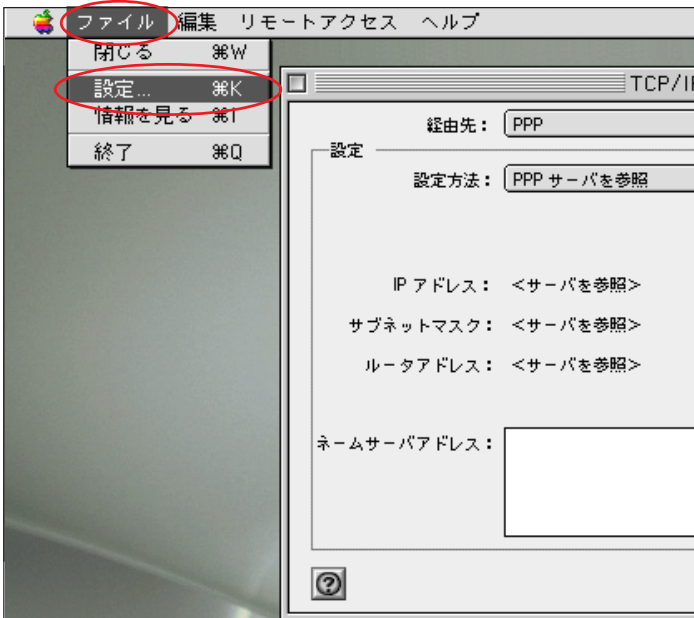 ファイル 編集 リモートアクセス ヘルプ
閉じる ⌘W
設定... ⌘K
情報を見る ⌘I
終了 ⌘Q
TCP/IP
経由先： PPP
設定
設定方法： PPP サーバを参照
IP アドレス： <サーバを参照>
サブネットマスク： <サーバを参照>
ルータアドレス： <サーバを参照>
ネームサーバアドレス：
?